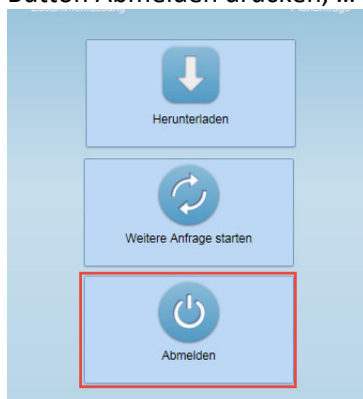 Button Abmelden drücken, ...
Herunterladen
Weitere Anfrage starten
Abmelden